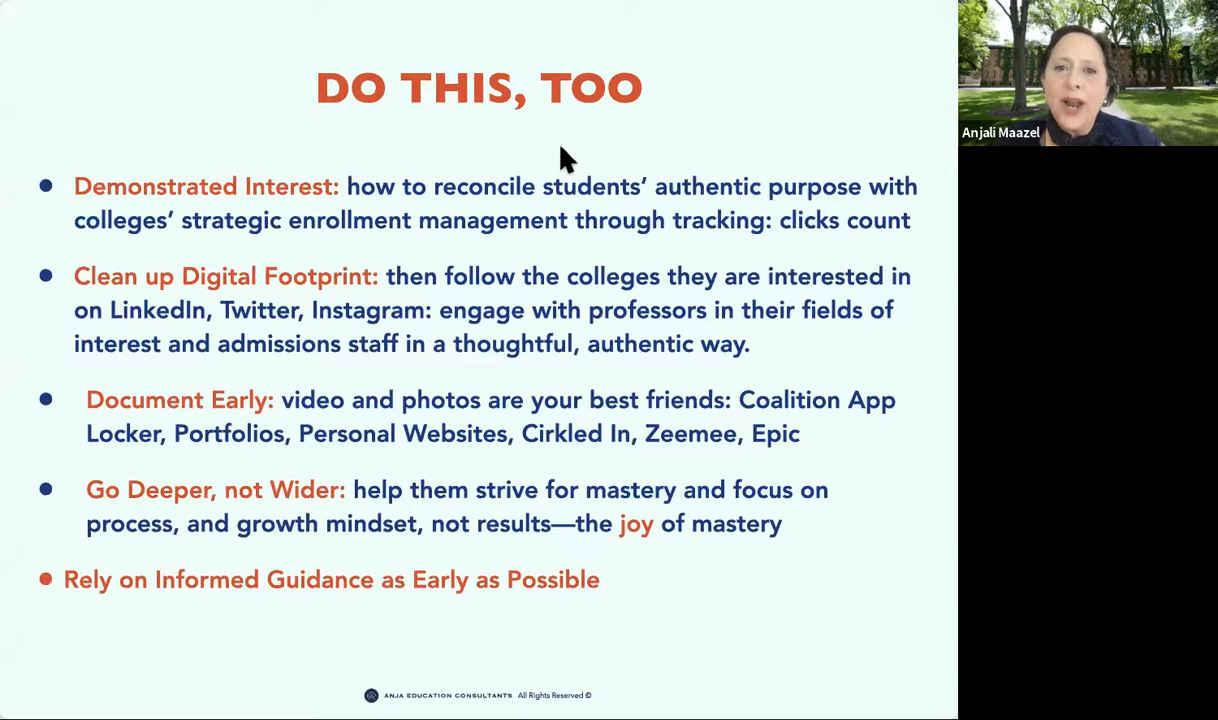 DO THIS, TOO
Anjali Maazel
• Demonstrated Interest: how to reconcile students’ authentic purpose with
colleges’ strategic enrollment management through tracking: clicks count
• Clean up Digital Footprint: then follow the colleges they are interested in
on LinkedIn, Twitter, Instagram: engage with professors in their fields of
interest and admissions staff in a thoughtful, authentic way.
• Document Early: video and photos are your best friends: Coalition App
Locker, Portfolios, Personal Websites, Cirkled In, Zeemee, Epic
• Go Deeper, not Wider: help them strive for mastery and focus on
process, and growth mindset, not results—the joy of mastery
• Rely on Informed Guidance as Early as Possible
ANJA EDUCATION CONSULTANTS All Rights Reserved ©